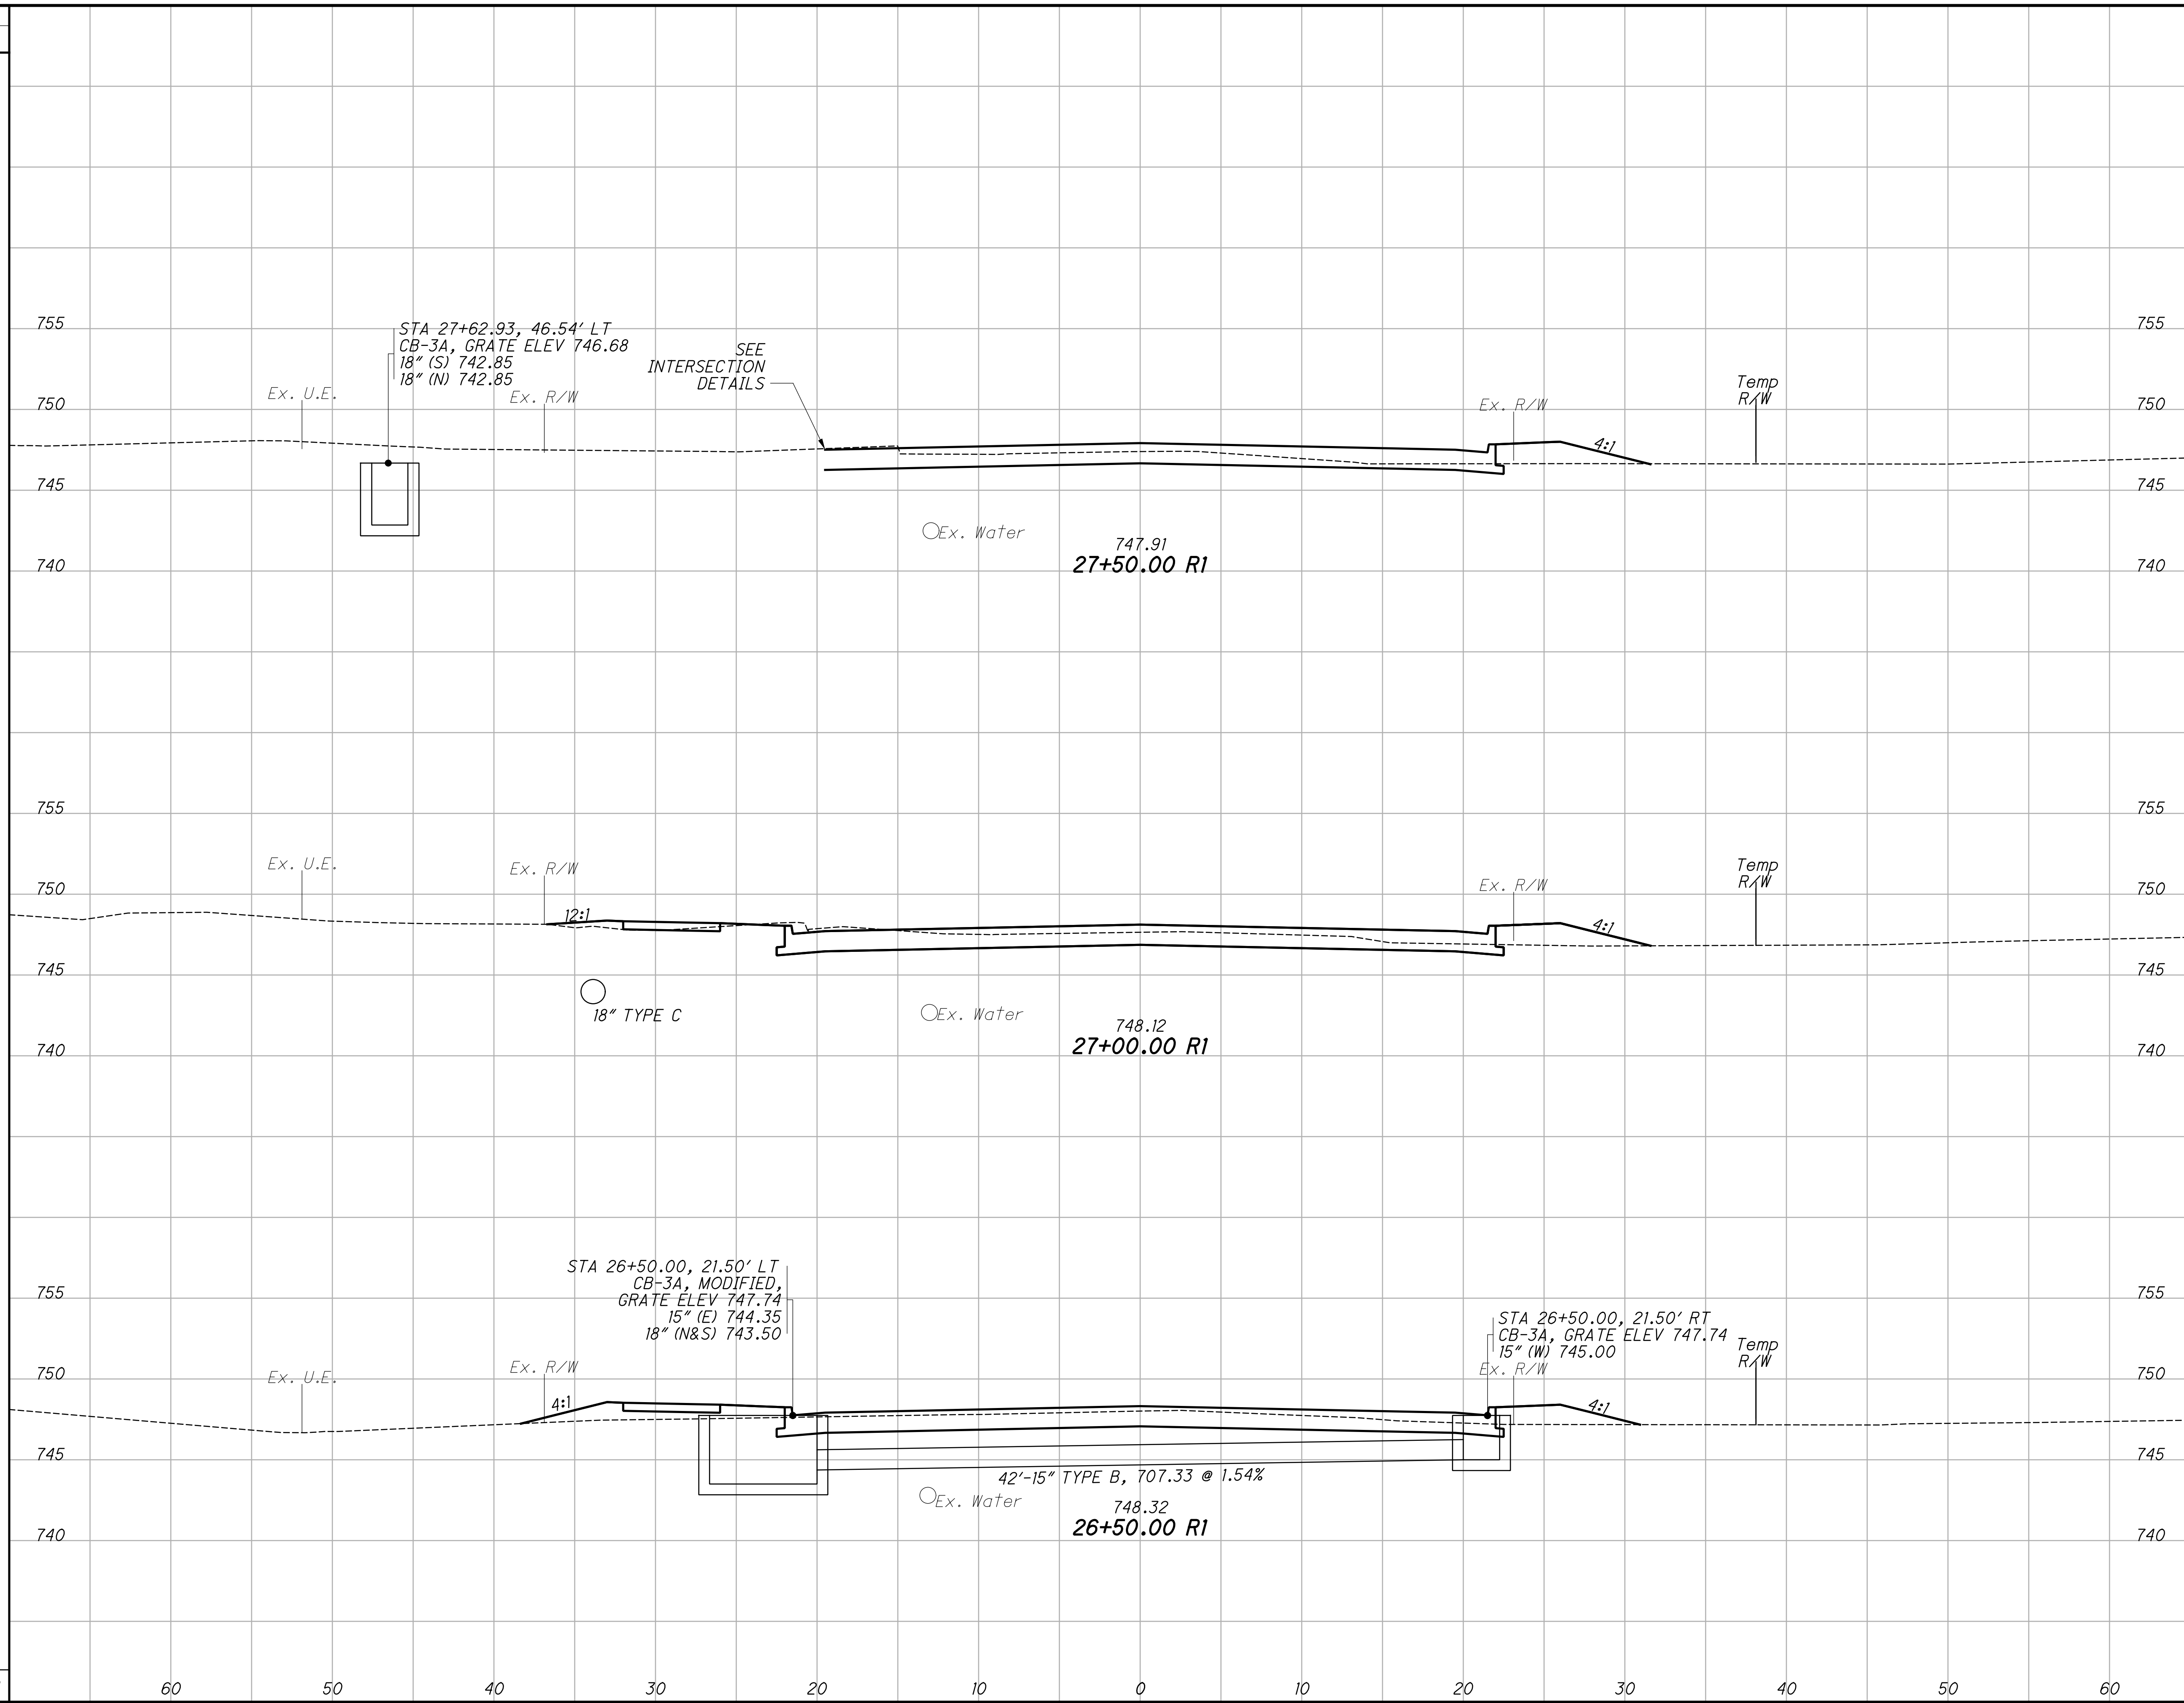 755
STA 27+62.93, 46.54' LT
CB-3A, GRATE ELEV 746.68
18" (S) 742.85
18" (N) 742.85
SEE
INTERSECTION
DETAILS
755
Ex. U.E.
Ex. R/W
Ex. R/W
Temp
R/W
750
750
4:1
745
745
Ex. Water
747.91
27+50.00 R1
740
740
755
755
Ex. U.E.
Ex. R/W
Ex. R/W
Temp
R/W
750
750
12:1
4:1
745
745
18" TYPE C
Ex. Water
748.12
27+00.00 R1
740
740
STA 26+50.00, 21.50' LT
CB-3A, MODIFIED,
GRATE ELEV 747.74
15" (E) 744.35
18" (N&S) 743.50
755
755
STA 26+50.00, 21.50' RT
CB-3A, GRATE ELEV 747.74
15" (W) 745.00
Temp
R/W
Ex. U.E.
Ex. R/W
Ex. R/W
750
750
4:1
4:1
745
745
42'-15" TYPE B, 707.33 @ 1.54%
Ex. Water
748.32
26+50.00 R1
740
740
60 50 40 30 20 10 0 10 20 30 40 50 60